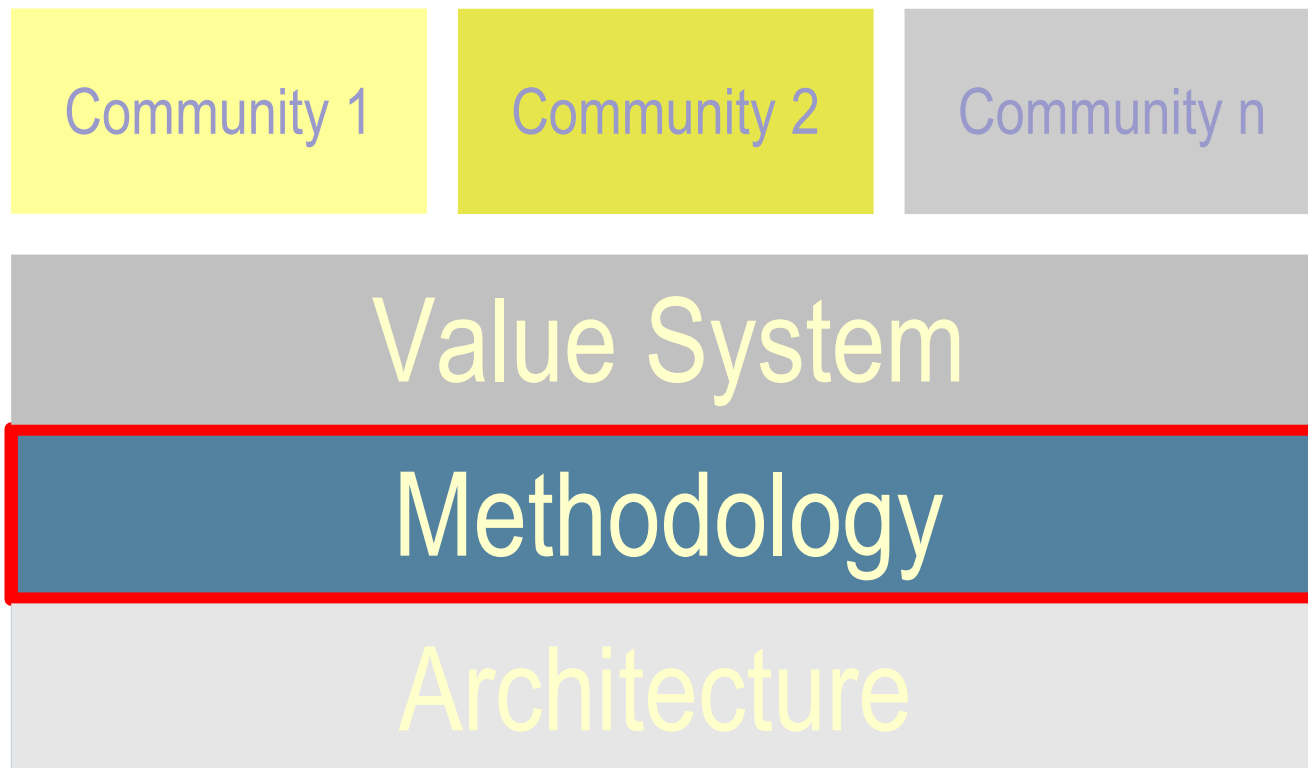 Community 1
Community 2
Community n
Value System
Methodology
Architecture